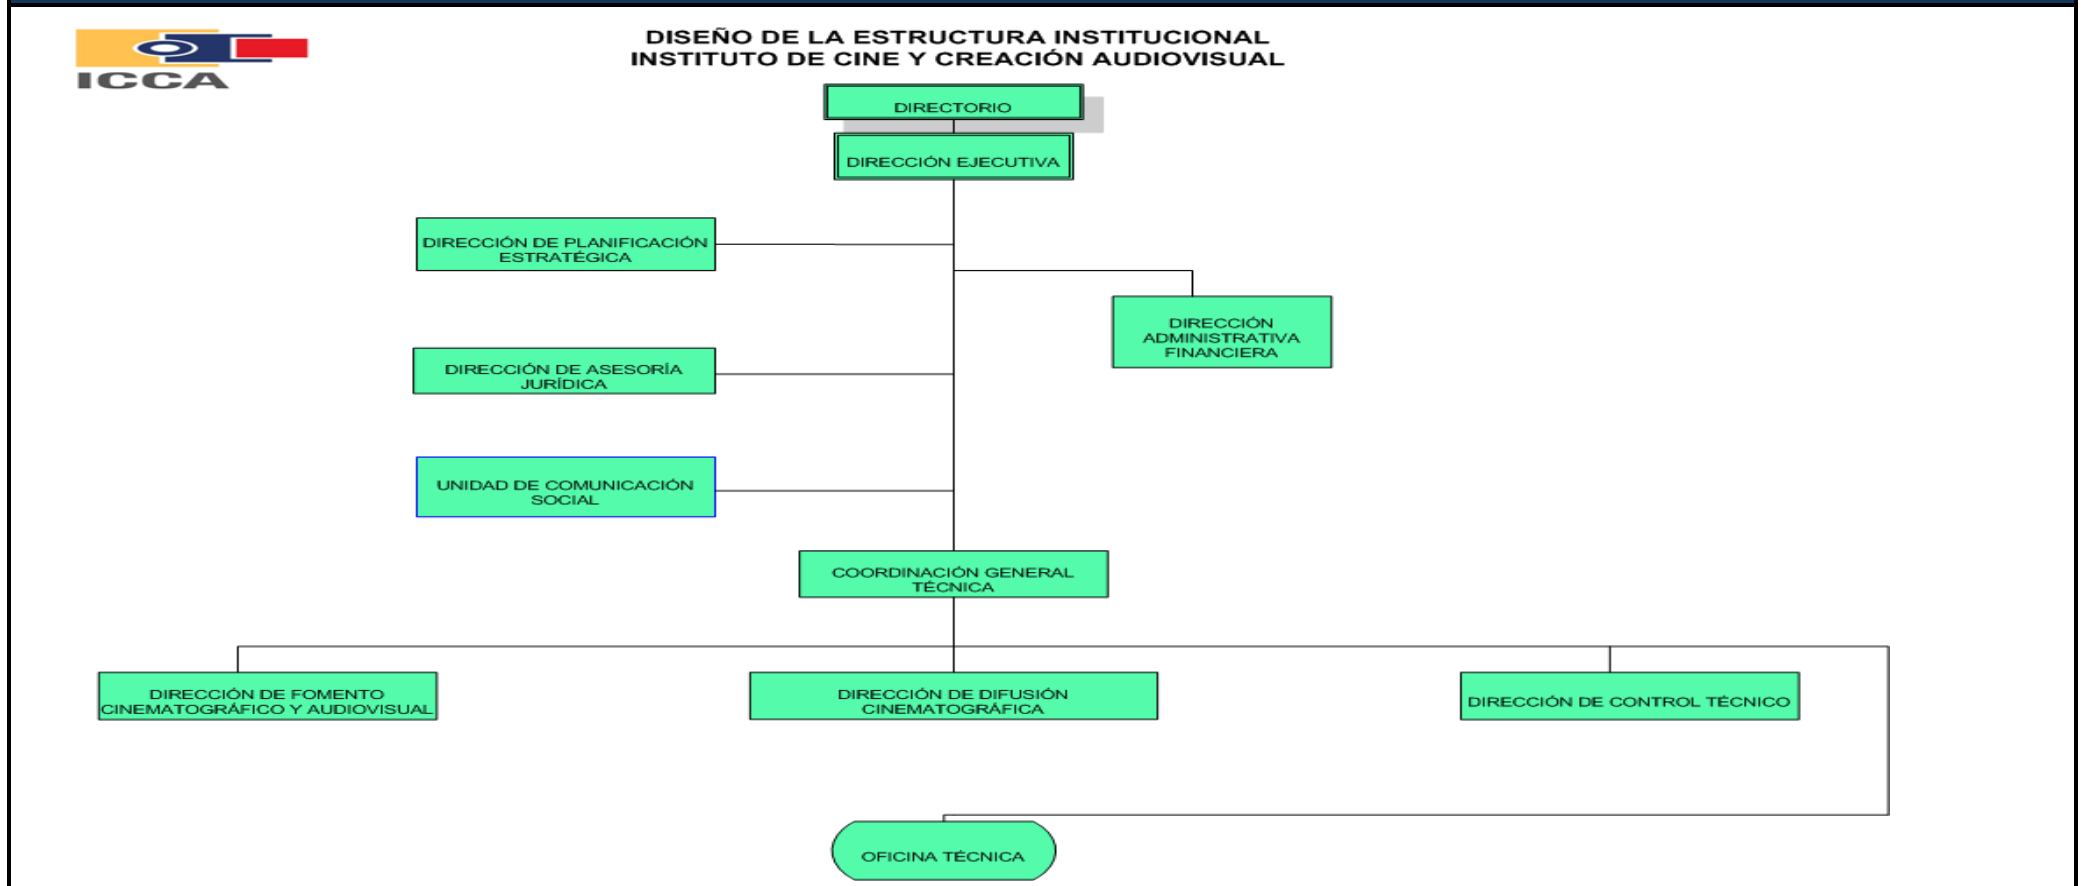 ICCA
DISEÑO DE LA ESTRUCTURA INSTITUCIONAL
INSTITUTO DE CINE Y CREACIÓN AUDIOVISUAL
DIRECTORIO
DIRECCIÓN EJECUTIVA
DIRECCIÓN DE PLANIFICACIÓN
ESTRATÉGICA
DIRECCIÓN
ADMINISTRATIVA
FINANCIERA
DIRECCIÓN DE ASESORÍA
JURÍDICA
UNIDAD DE COMUNICACIÓN
SOCIAL
COORDINACIÓN GENERAL
TÉCNICA
DIRECCIÓN DE FOMENTO
CINEMATOGRÁFICO Y AUDIOVISUAL
DIRECCIÓN DE DIFUSIÓN
CINEMATOGRÁFICA
DIRECCIÓN DE CONTROL TÉCNICO
OFICINA TÉCNICA